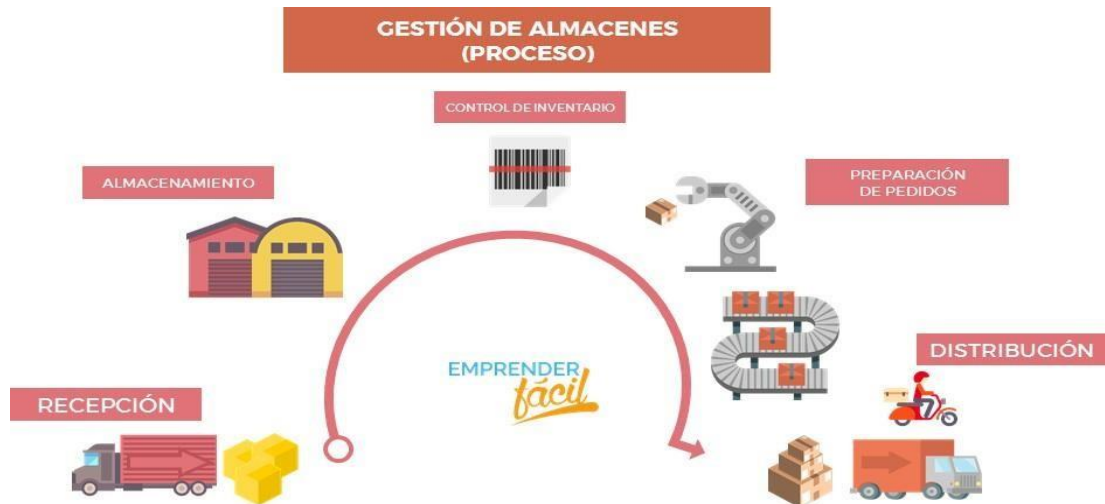 GESTIÓN DE ALMACENES
(PROCESO)
CONTROL DE INVENTARIO
ALMACENAMIENTO
PREPARACIÓN
DE PEDIDOS
DISTRIBUCIÓN
EMPRENDER
fácil
RECEPCIÓN